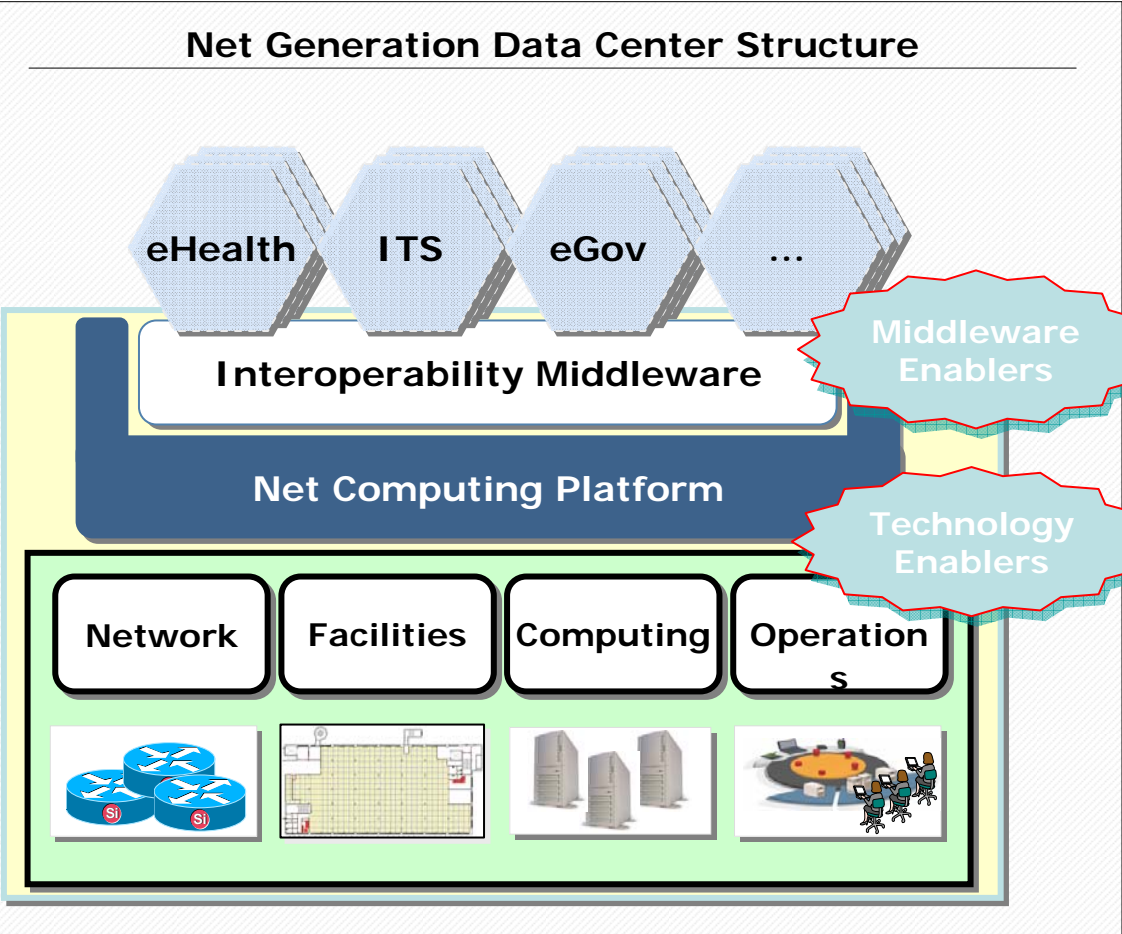 Net Generation Data Center Structure
eHealth
ITS
eGov
...
Middleware
Enablers
Interoperability Middleware
Net Computing Platform
Technology
Enablers
Network
Facilities
Computing
Operation
s
Si
Si